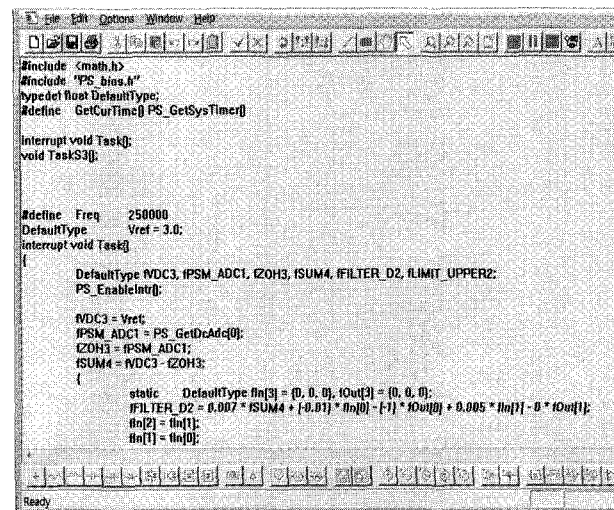 File Edit Options Window Help
#include <math.h>
#include "PS_bios.h"
typedef float DefaultType;
#define GetCurTime() PS_GetSysTimer()
interrupt void Task();
void TaskS3();
#define Freq 250000
DefaultType Vref = 3.0;
interrupt void Task()
{
DefaultType fVDC3, fPSM_ADC1, fZOH3, fSUM4, fFILTER_D2, fLIMIT_UPPER2;
PS_EnableIntr();
fVDC3 = Vref;
fPSM_ADC1 = PS_GetDcAdc(0);
fZOH3 = fPSM_ADC1;
fSUM4 = fVDC3 - fZOH3;
{
static DefaultType fIn[3] = {0, 0, 0}, fOut[3] = {0, 0, 0};
fFILTER_D2 = 0.007 * fSUM4 + (-0.01) * fIn[0] - (-1) * fOut[0] + 0.005 * fIn[1] - 0 * fOut[1];
fIn[2] = fIn[1];
fIn[1] = fIn[0];
Ready